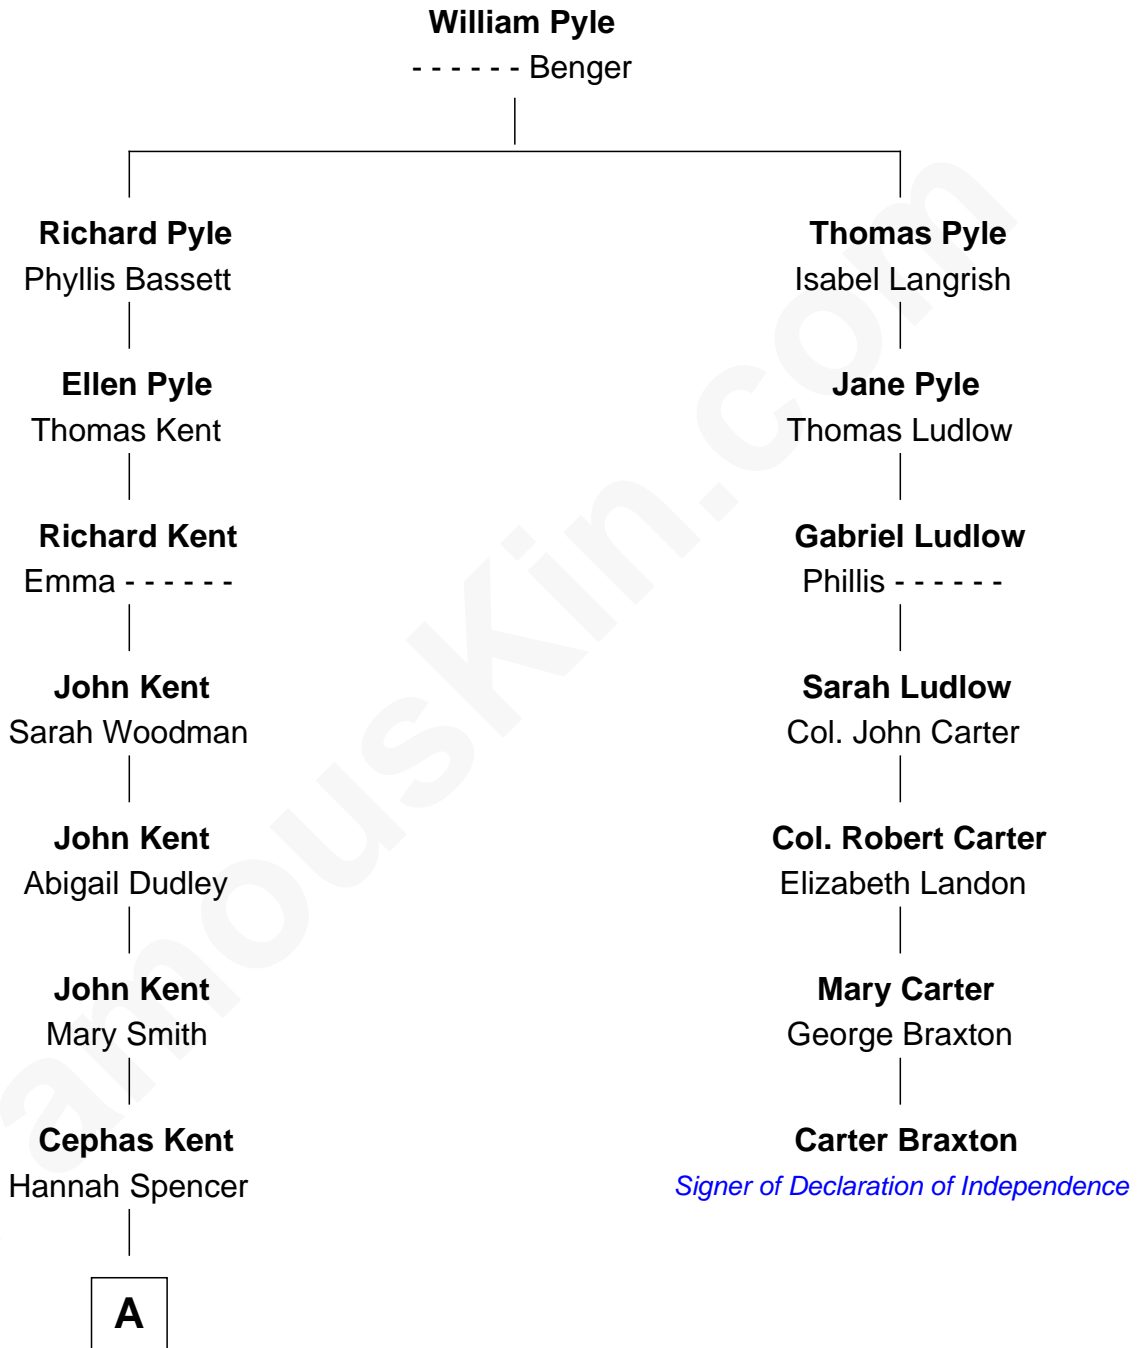 William Pyle
- - - - - - Benger
Richard Pyle
Phyllis Bassett
Thomas Pyle
Isabel Langrish
Ellen Pyle
Thomas Kent
Jane Pyle
Thomas Ludlow
Richard Kent
Emma - - - - - -
Gabriel Ludlow
Phillis - - - - - -
John Kent
Sarah Woodman
Sarah Ludlow
Col. John Carter
John Kent
Abigail Dudley
Col. Robert Carter
Elizabeth Landon
John Kent
Mary Smith
Mary Carter
George Braxton
Cephas Kent
Hannah Spencer
Carter Braxton
Signer of Declaration of Independence
A
amousKin.com